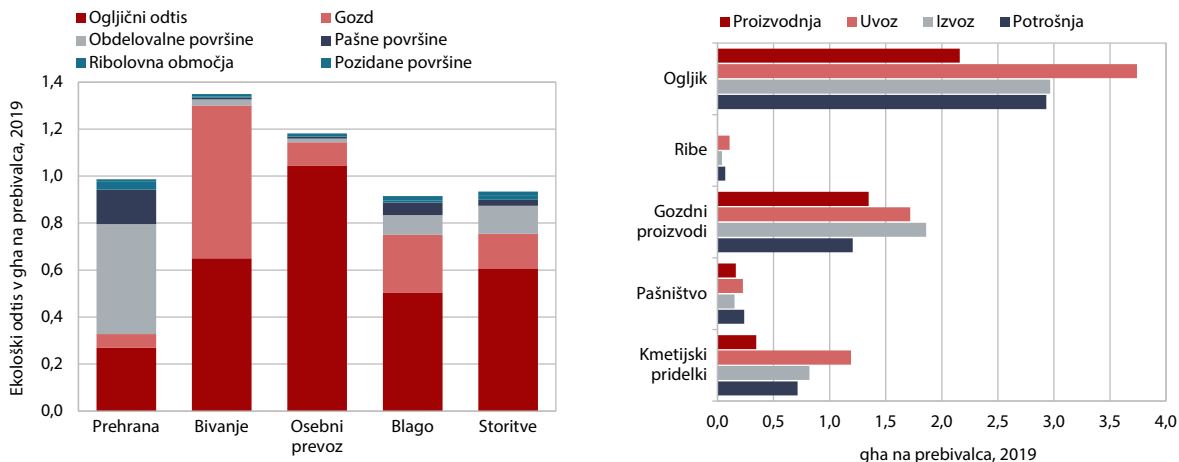 Ogljični odtis
Gozd
Obdelovalne površine
Pašne površine
Ribolovna območja
Pozidane površine
Ekološki odtis v gha na prebivalca, 2019
1,4
1,2
1,0
0,8
0,6
0,4
0,2
0,0
Prehrana
Bivanje
Osebni
prevoz
Blago
Storitve
Proizvodnja
Uvoz
Izvoz
Potrošnja
Ogljik
Ribe
Gozdni
proizvodi
Pašništvo
Kmetijski
pridelki
0,0
0,5
1,0
1,5
2,0
2,5
3,0
3,5
4,0
gha na prebivalca, 2019